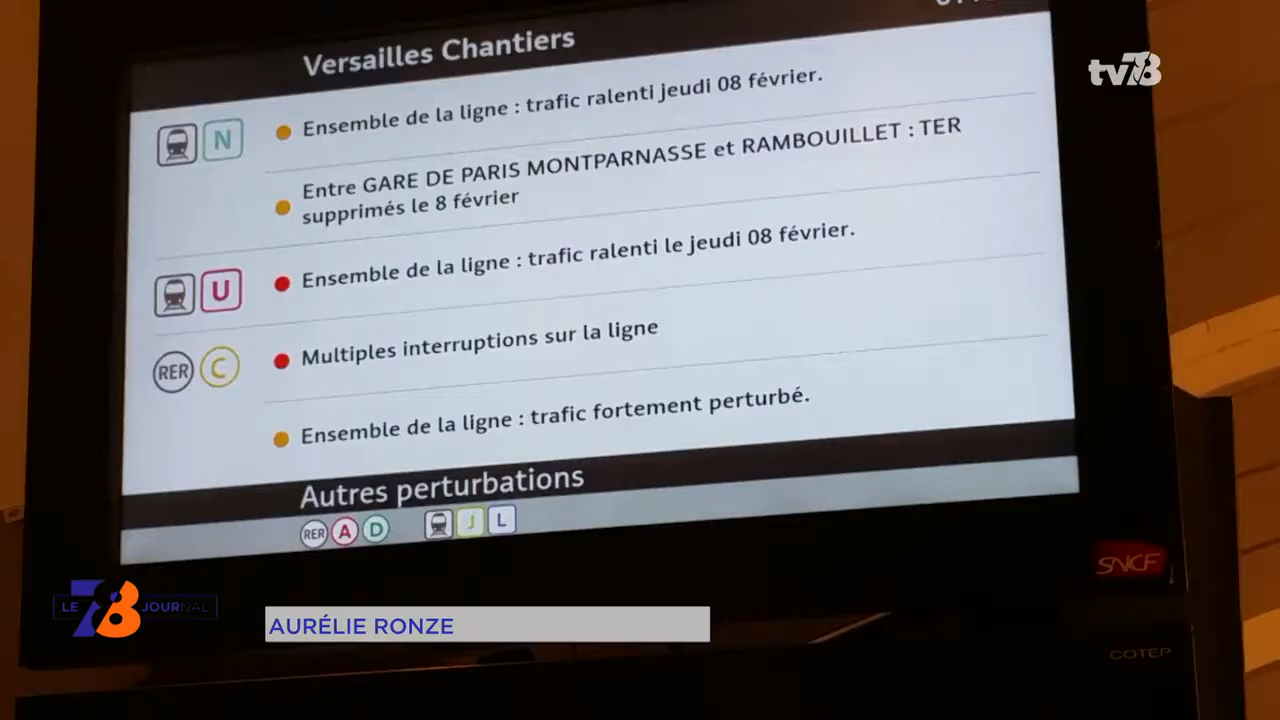 Versailles Chantiers
tv78
N
Ensemble de la ligne : trafic ralenti jeudi 08 février.
Entre GARE DE PARIS MONTPARNASSE et RAMBOUILLET : TER
supprimés le 8 février
U
Ensemble de la ligne : trafic ralenti le jeudi 08 février.
RER C
Multiples interruptions sur la ligne
Ensemble de la ligne : trafic fortement perturbé.
Autres perturbations
RER A D J L
SNCF
LE 78 JOURNAL
AURÉLIE RONZE
COTEP